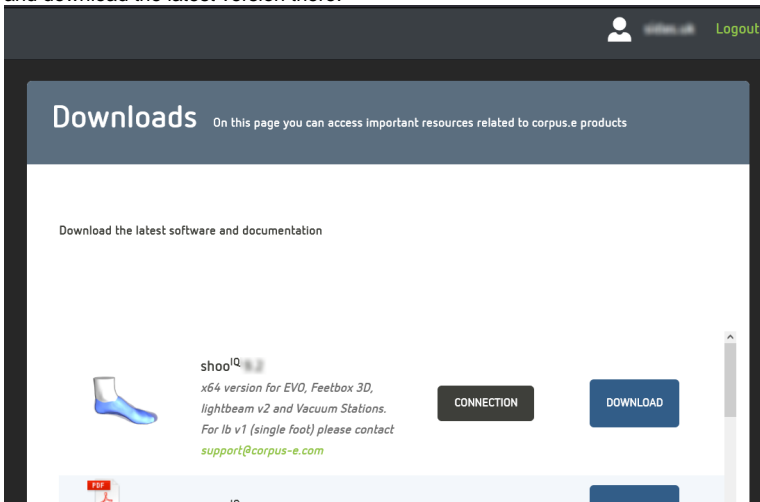 and download the latest version there.
Logout
Downloads On this page you can access important resources related to corpus.e products
Download the latest software and documentation
shooIQ
x64 version for EVO, Feetbox 3D,
lightbeam v2 and Vacuum Stations.
For lb v1 (single foot) please contact
support@corpus-e.com
CONNECTION
DOWNLOAD
PDF